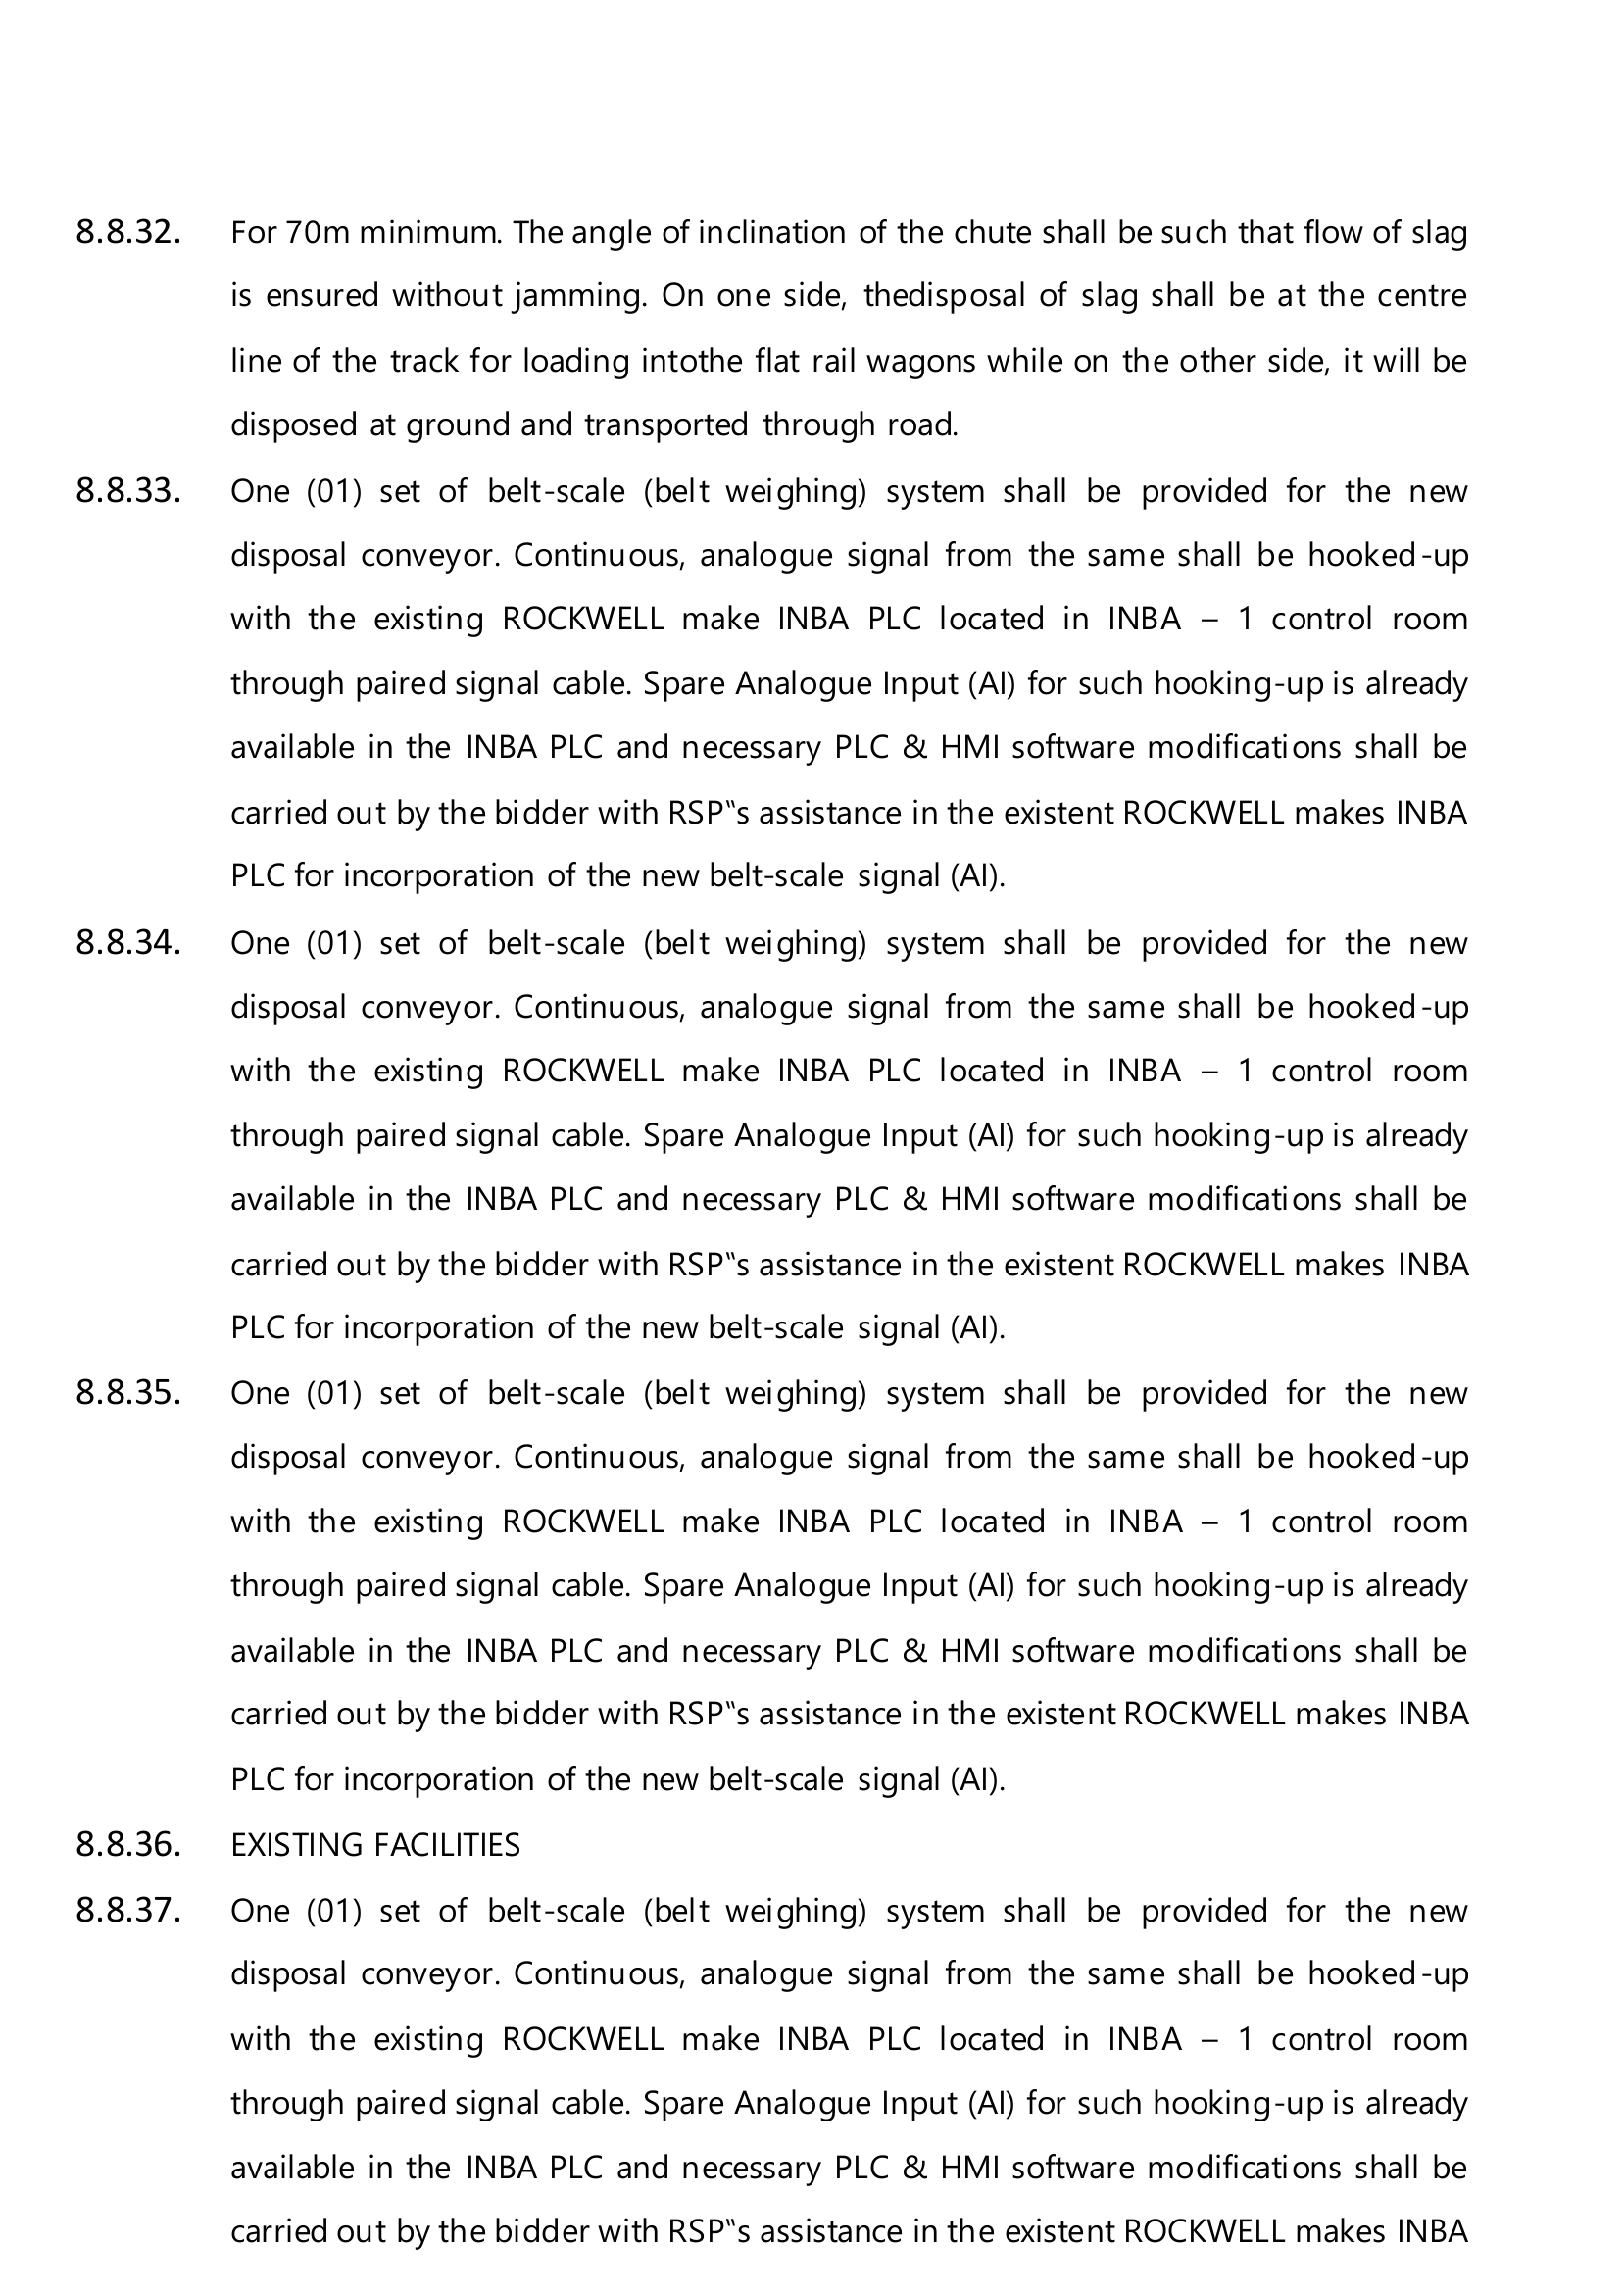 8.8.32. For 70m minimum. The angle of inclination of the chute shall be such that flow of slag
is ensured without jamming. On one side, thedisposal of slag shall be at the centre
line of the track for loading intothe flat rail wagons while on the other side, it will be
disposed at ground and transported through road.
8.8.33. One (01) set of belt-scale (belt weighing) system shall be provided for the new
disposal conveyor. Continuous, analogue signal from the same shall be hooked-up
with the existing ROCKWELL make INBA PLC located in INBA – 1 control room
through paired signal cable. Spare Analogue Input (AI) for such hooking-up is already
available in the INBA PLC and necessary PLC & HMI software modifications shall be
carried out by the bidder with RSP‟s assistance in the existent ROCKWELL makes INBA
PLC for incorporation of the new belt-scale signal (AI).
8.8.34. One (01) set of belt-scale (belt weighing) system shall be provided for the new
disposal conveyor. Continuous, analogue signal from the same shall be hooked-up
with the existing ROCKWELL make INBA PLC located in INBA – 1 control room
through paired signal cable. Spare Analogue Input (AI) for such hooking-up is already
available in the INBA PLC and necessary PLC & HMI software modifications shall be
carried out by the bidder with RSP‟s assistance in the existent ROCKWELL makes INBA
PLC for incorporation of the new belt-scale signal (AI).
8.8.35. One (01) set of belt-scale (belt weighing) system shall be provided for the new
disposal conveyor. Continuous, analogue signal from the same shall be hooked-up
with the existing ROCKWELL make INBA PLC located in INBA – 1 control room
through paired signal cable. Spare Analogue Input (AI) for such hooking-up is already
available in the INBA PLC and necessary PLC & HMI software modifications shall be
carried out by the bidder with RSP‟s assistance in the existent ROCKWELL makes INBA
PLC for incorporation of the new belt-scale signal (AI).
8.8.36. EXISTING FACILITIES
8.8.37. One (01) set of belt-scale (belt weighing) system shall be provided for the new
disposal conveyor. Continuous, analogue signal from the same shall be hooked-up
with the existing ROCKWELL make INBA PLC located in INBA – 1 control room
through paired signal cable. Spare Analogue Input (AI) for such hooking-up is already
available in the INBA PLC and necessary PLC & HMI software modifications shall be
carried out by the bidder with RSP‟s assistance in the existent ROCKWELL makes INBA